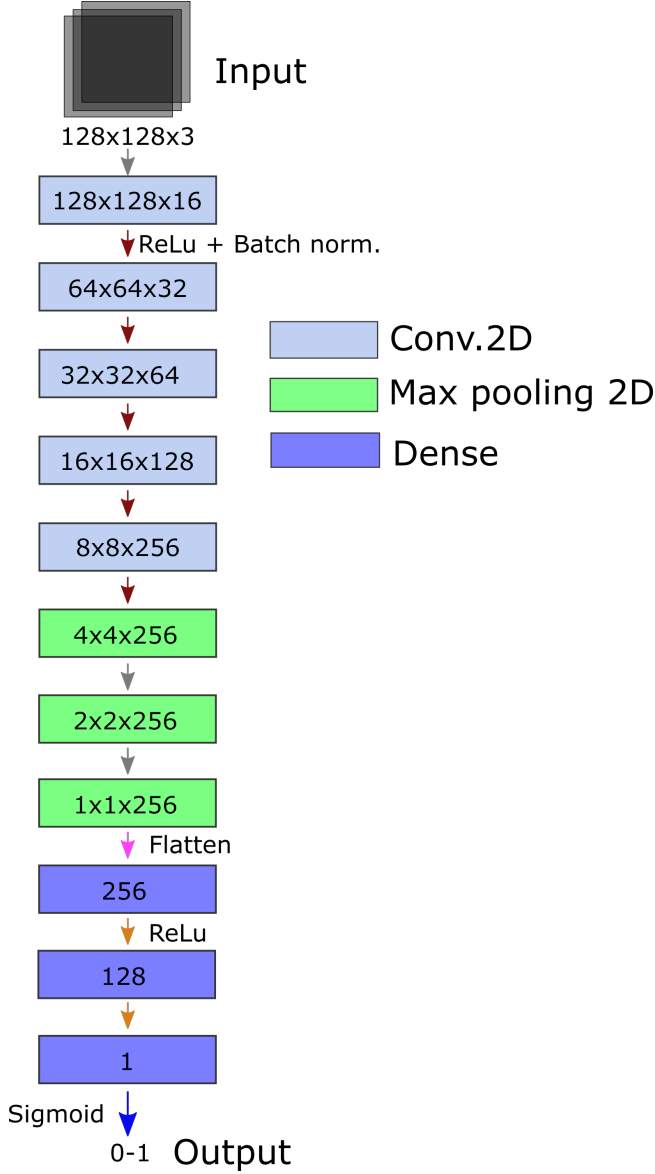 Input
128x128x3
128x128x16
ReLu + Batch norm.
64x64x32
Conv.2D
32x32x64
Max pooling 2D
16x16x128
Dense
8x8x256
4x4x256
2x2x256
1x1x256
Flatten
256
ReLu
128
1
Sigmoid
0-1 Output